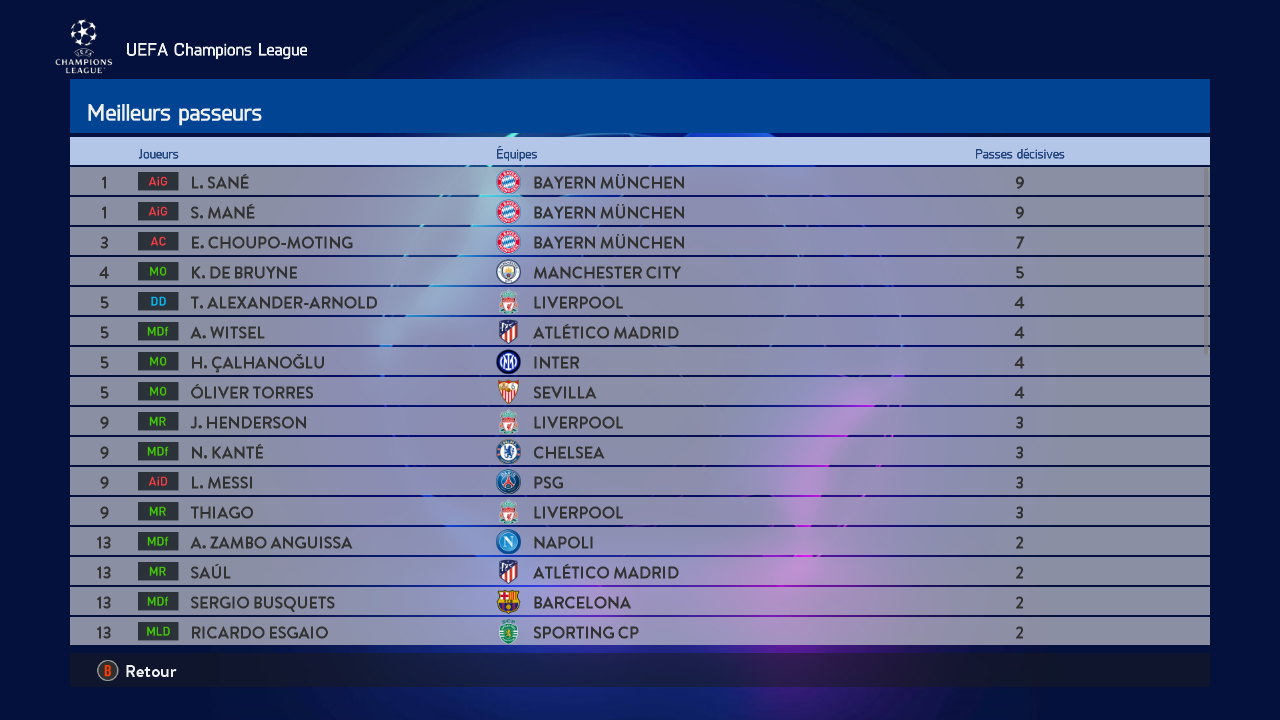 UEFA Champions League
CHAMPIONS
LEAGUE
Meilleurs passeurs
Joueurs Équipes Passes décisives
1 AiG L. SANÉ BAYERN MÜNCHEN 9
1 AiG S. MANÉ BAYERN MÜNCHEN 9
3 AC E. CHOUPO-MOTING BAYERN MÜNCHEN 7
4 MO K. DE BRUYNE MANCHESTER CITY 5
5 DD T. ALEXANDER-ARNOLD LIVERPOOL 4
5 MDf A. WITSEL ATLÉTICO MADRID 4
5 MO H. ÇALHANOĞLU INTER 4
5 MO ÓLIVER TORRES SEVILLA 4
9 MR J. HENDERSON LIVERPOOL 3
9 MDf N. KANTÉ CHELSEA 3
9 AiD L. MESSI PSG 3
9 MR THIAGO LIVERPOOL 3
13 MDf A. ZAMBO ANGUISSA NAPOLI 2
13 MR SAÚL ATLÉTICO MADRID 2
13 MDf SERGIO BUSQUETS BARCELONA 2
13 MLD RICARDO ESGAIO SPORTING CP 2
B Retour